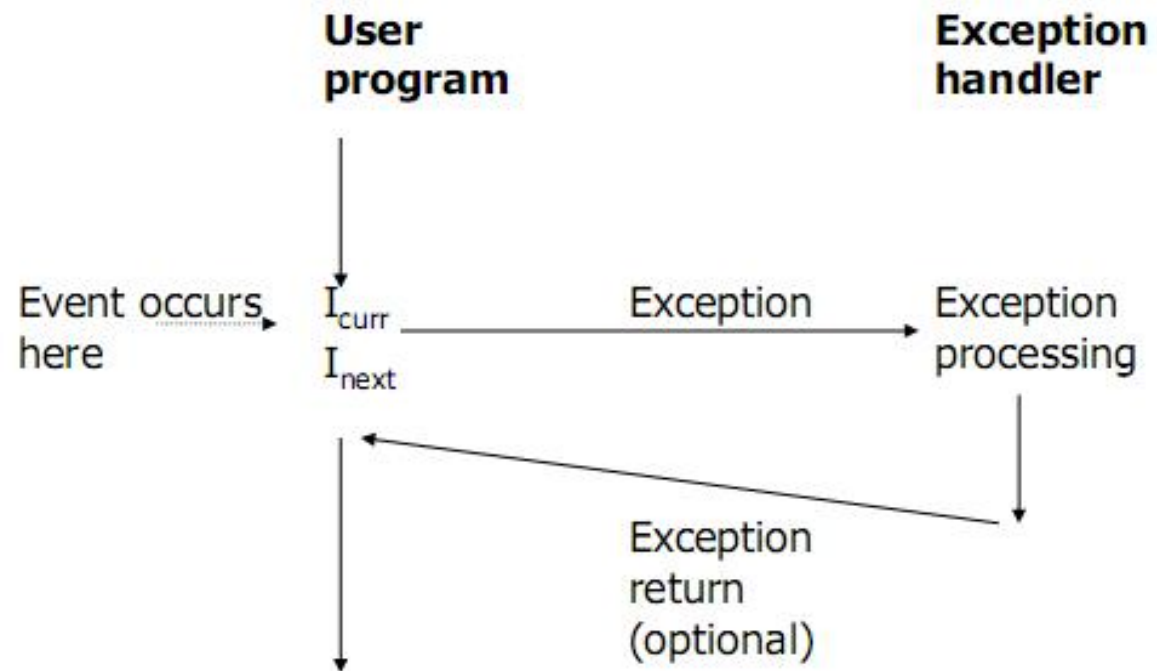 User
program
Exception
handler
Event occurs
here
I_curr
I_next
Exception
Exception
processing
Exception
return
(optional)